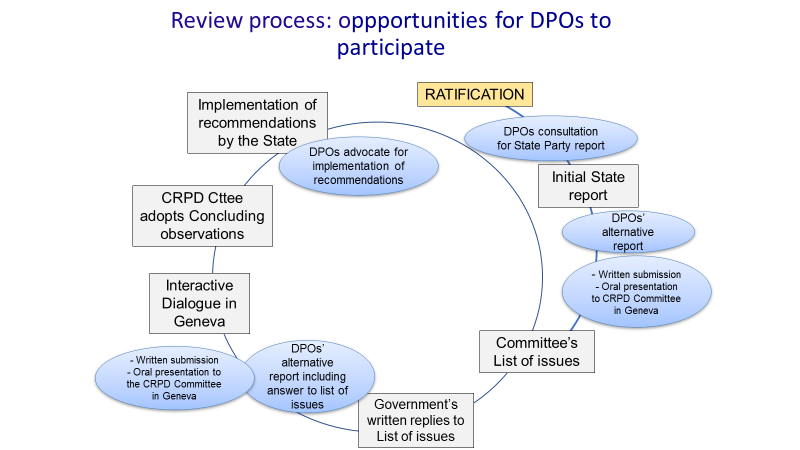 Review process: oppportunities for DPOs to
participate
RATIFICATION
DPOs consultation
for State Party report
Initial State
report
DPOs'
alternative
report
- Written submission
- Oral presentation
to CRPD Committee
in Geneva
Committee's
List of issues
Government's
written replies to
List of issues
DPOs'
alternative
report including
answer to list of
issues
- Written submission
- Oral presentation to
the CRPD Committee
in Geneva
Interactive
Dialogue in
Geneva
CRPD Cttee
adopts Concluding
observations
Implementation of
recommendations
by the State
DPOs advocate for
implementation of
recommendations